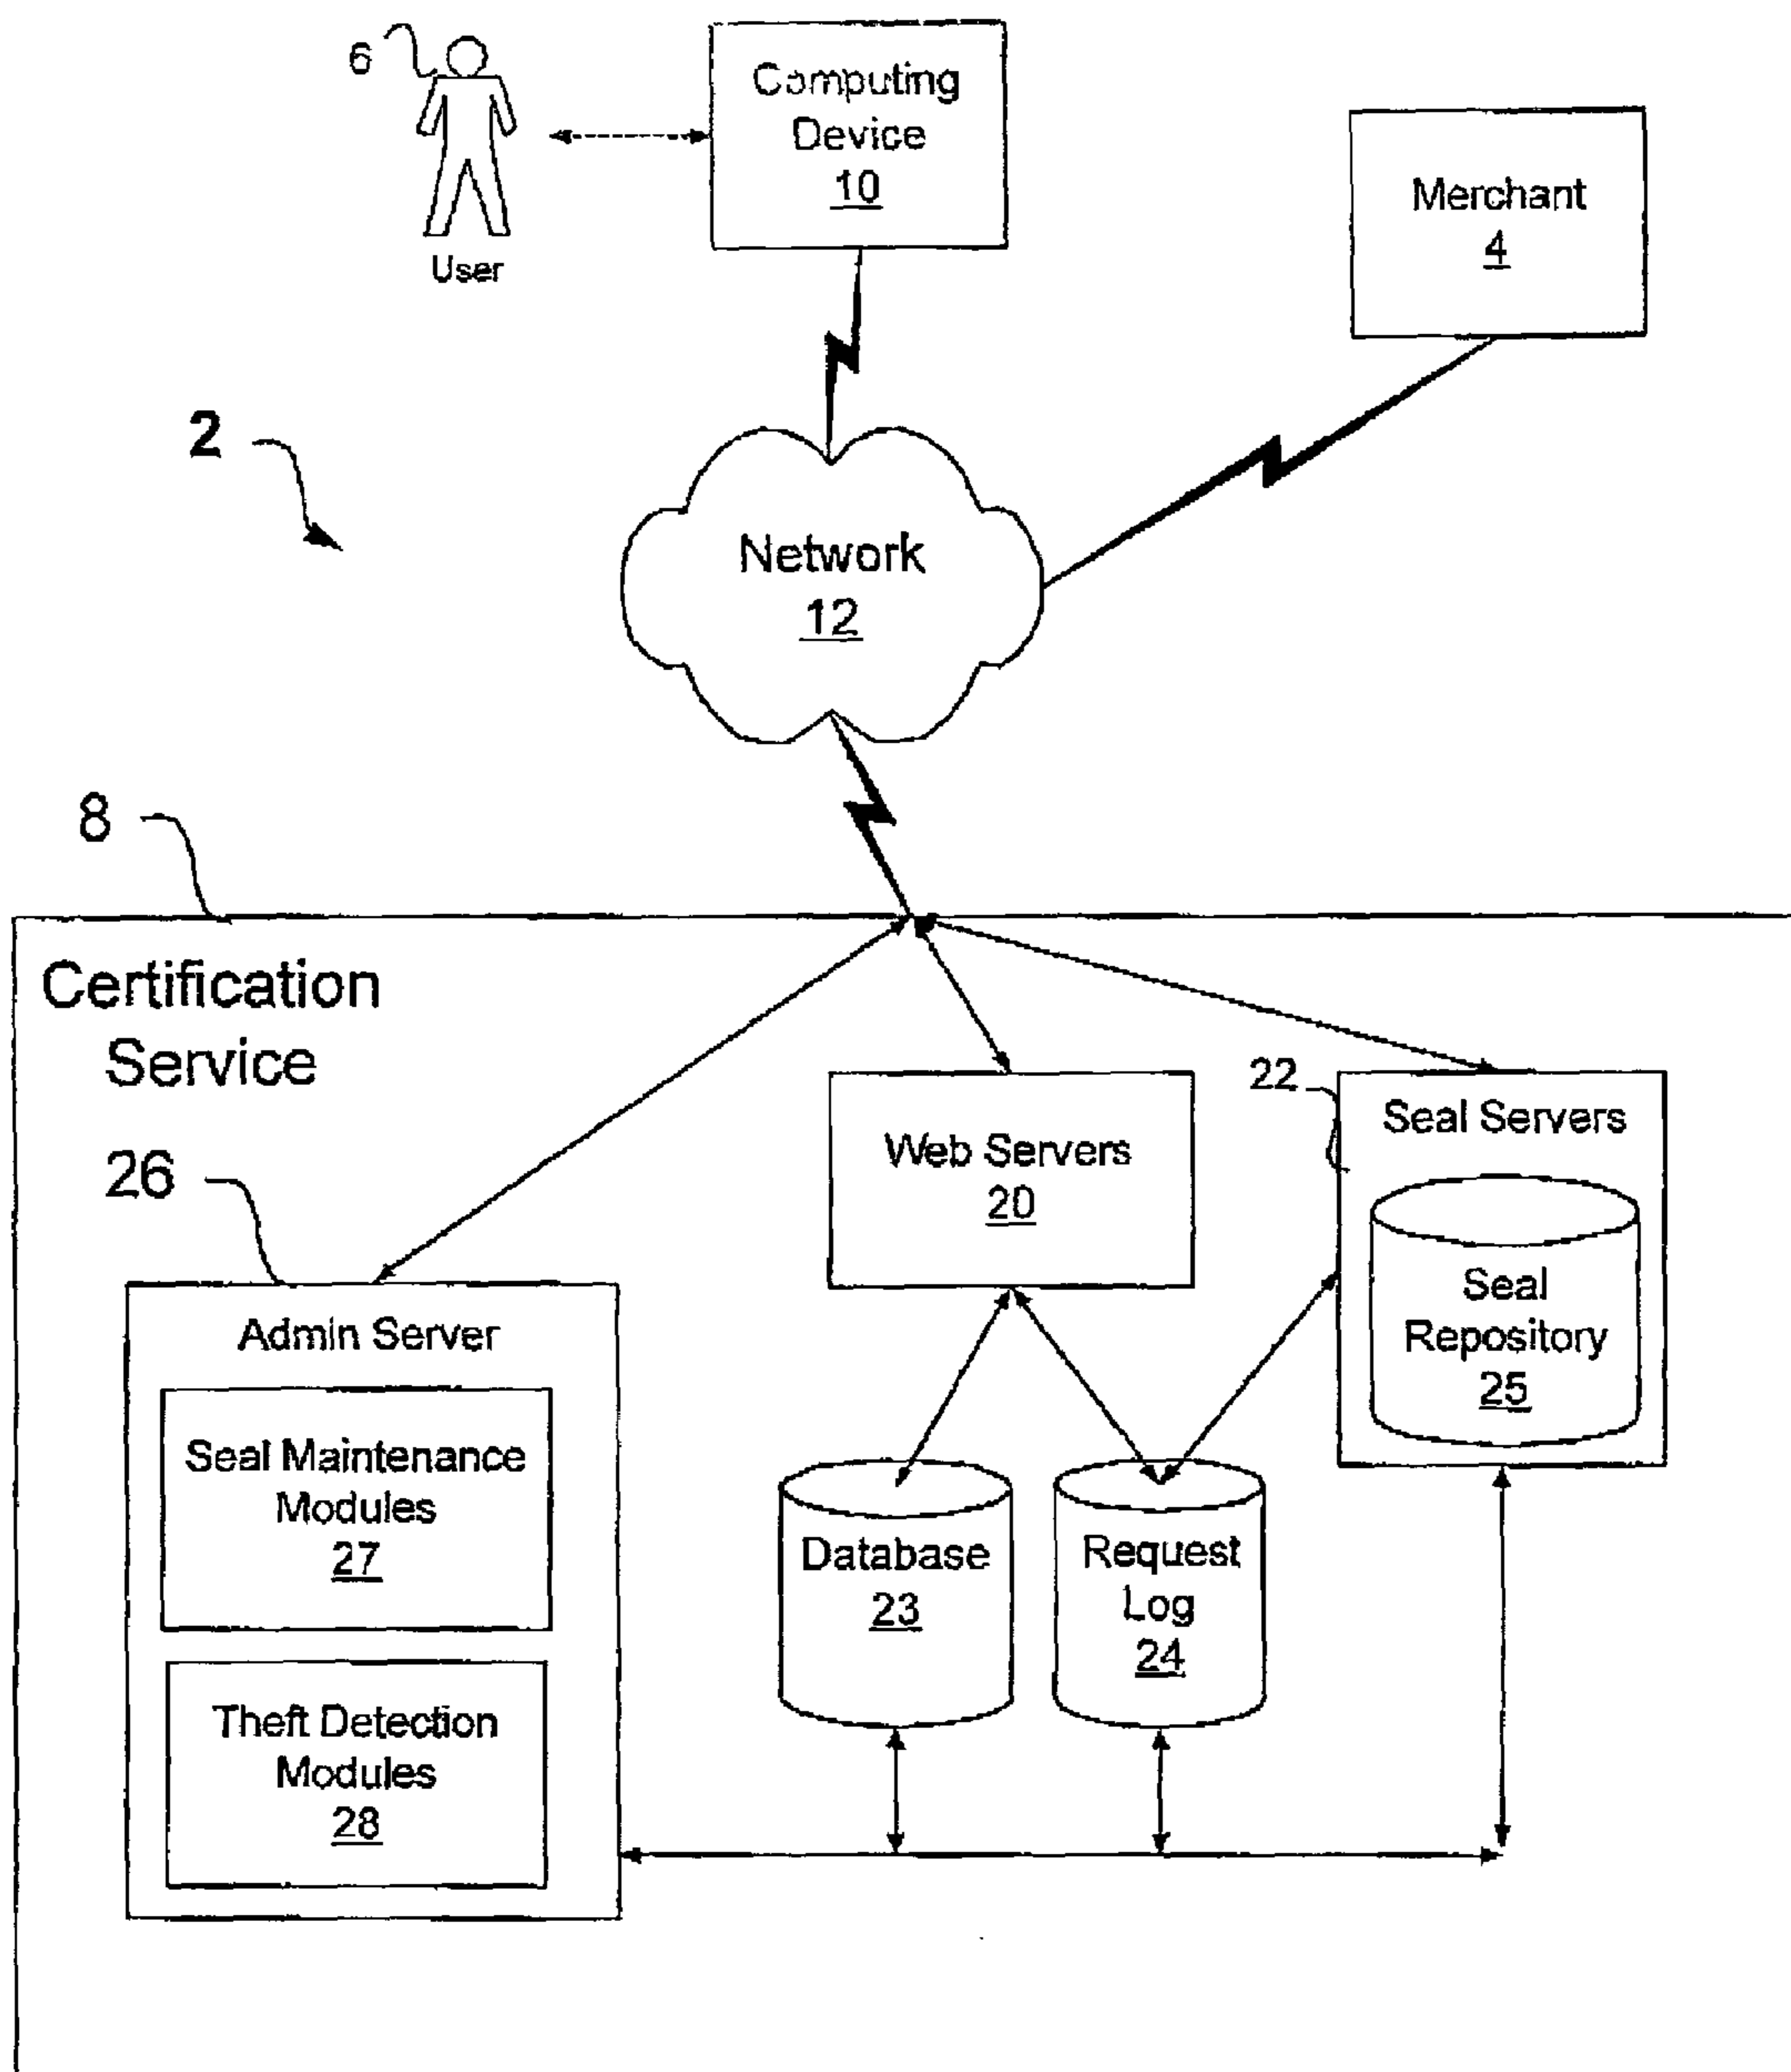 6
User
Computing
Device
10
Merchant
4
2
Network
12
8
Certification
Service
26
Admin Server
Seal Maintenance
Modules
27
Theft Detection
Modules
28
Web Servers
20
22
Seal Servers
Seal
Repository
25
Database
23
Request
Log
24